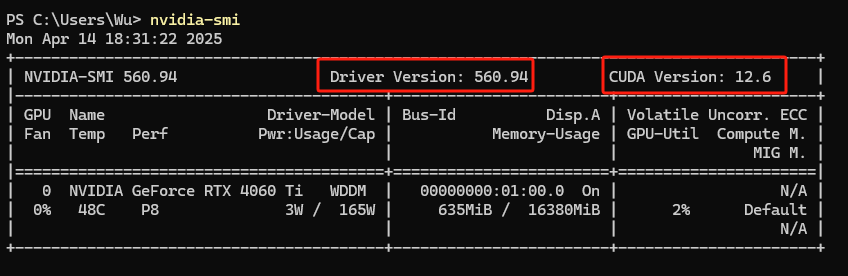 PS C:\Users\Wu> nvidia-smi
Mon Apr 14 18:31:22 2025
+-----------------------------------------------------------------------------------------+
| NVIDIA-SMI 560.94                 Driver Version: 560.94         CUDA Version: 12.6     |
|-----------------------------------------+------------------------+----------------------+
| GPU  Name                  Driver-Model | Bus-Id          Disp.A | Volatile Uncorr. ECC |
| Fan  Temp   Perf          Pwr:Usage/Cap |           Memory-Usage | GPU-Util  Compute M. |
|                                         |                        |               MIG M. |
|=========================================+========================+======================|
|   0  NVIDIA GeForce RTX 4060 Ti   WDDM  |   00000000:01:00.0  On |                  N/A |
|  0%   48C    P8              3W /  165W |     635MiB /  16380MiB |      2%      Default |
|                                         |                        |                  N/A |
+-----------------------------------------+------------------------+----------------------+